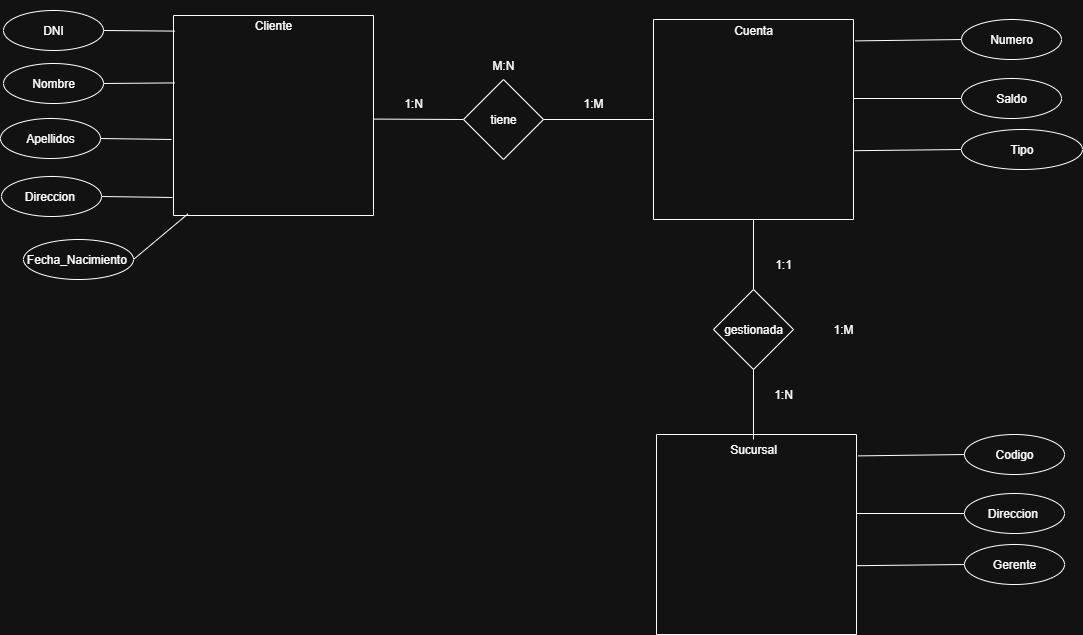 DNI
Nombre
Apellidos
Direccion
Fecha_Nacimiento
Cliente
1:N
M:N
tiene
1:M
Cuenta
Numero
Saldo
Tipo
1:1
gestionada
1:M
1:N
Sucursal
Codigo
Direccion
Gerente